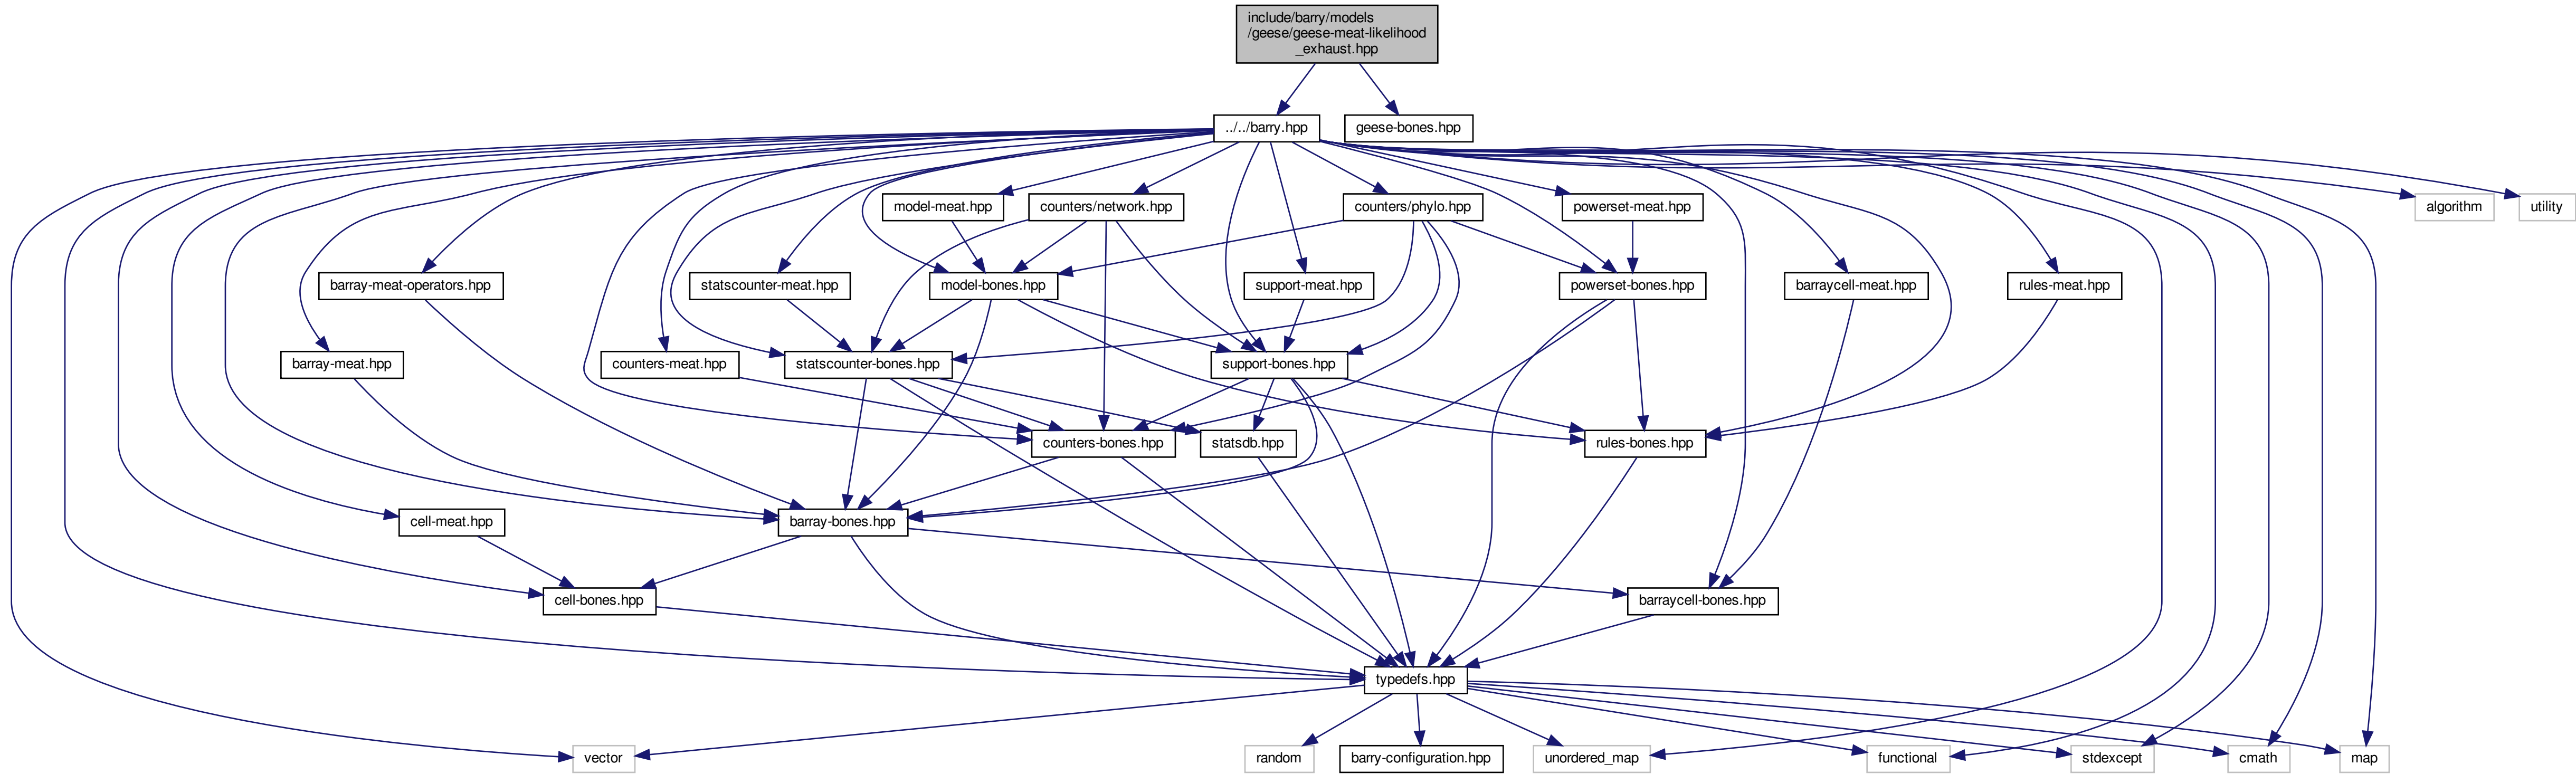 include/barry/models
/geese/geese-meat-likelihood
_exhaust.hpp
../../barry.hpp
geese-bones.hpp
model-meat.hpp
counters/network.hpp
counters/phylo.hpp
powerset-meat.hpp
algorithm
utility
barray-meat-operators.hpp
statscounter-meat.hpp
model-bones.hpp
support-meat.hpp
powerset-bones.hpp
barraycell-meat.hpp
rules-meat.hpp
barray-meat.hpp
counters-meat.hpp
statscounter-bones.hpp
support-bones.hpp
counters-bones.hpp
statsdb.hpp
rules-bones.hpp
cell-meat.hpp
barray-bones.hpp
cell-bones.hpp
barraycell-bones.hpp
typedefs.hpp
vector
random
barry-configuration.hpp
unordered_map
functional
stdexcept
cmath
map